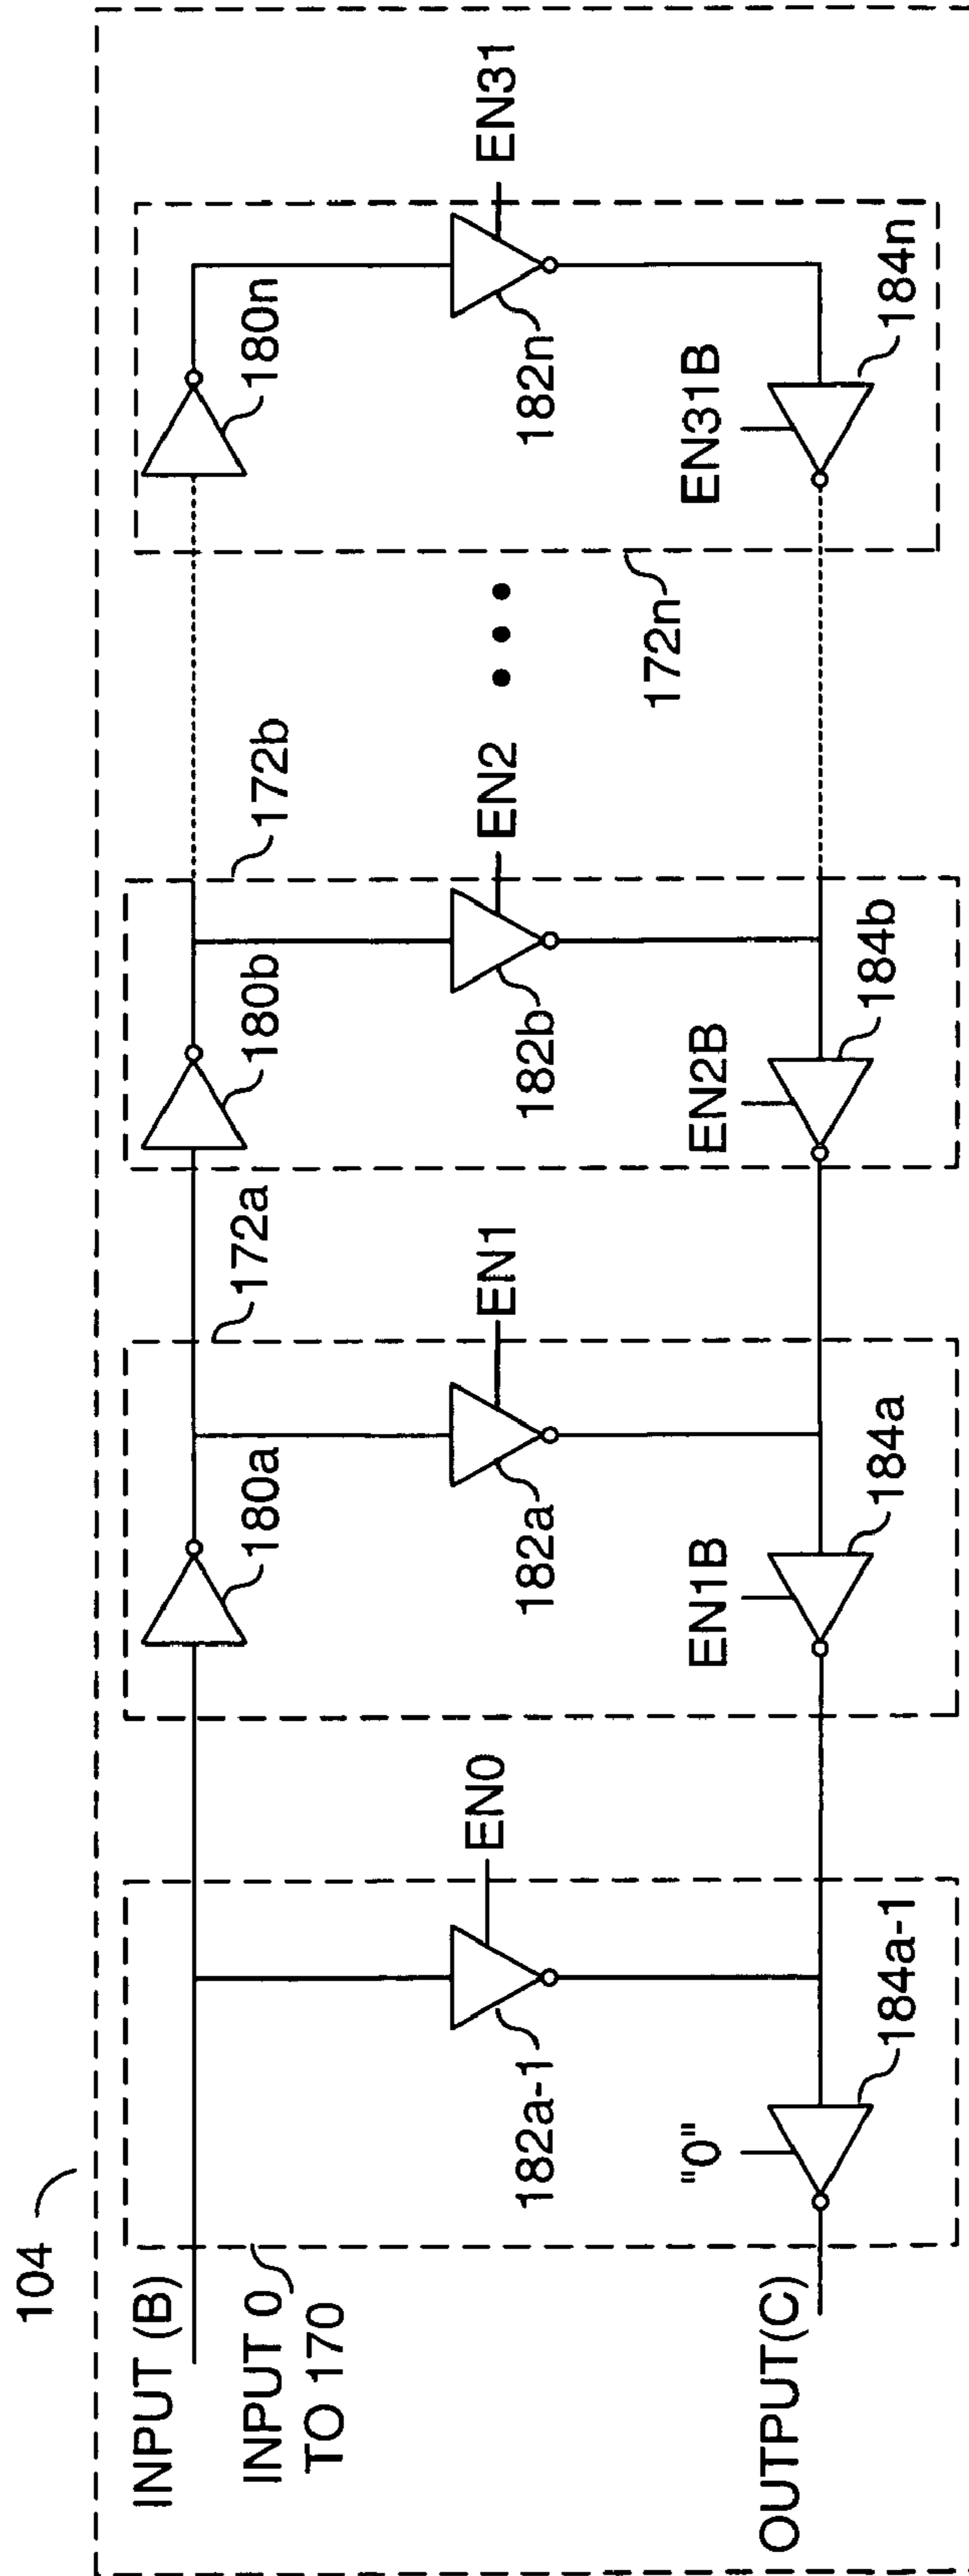 104
INPUT (B)
INPUT 0
TO 170
OUTPUT(C)
182a-1
EN0
"0"
184a-1
172a
180a
182a
EN1
EN1B
184a
172b
180b
182b
EN2
EN2B
184b
172n
180n
182n
EN31
EN31B
184n